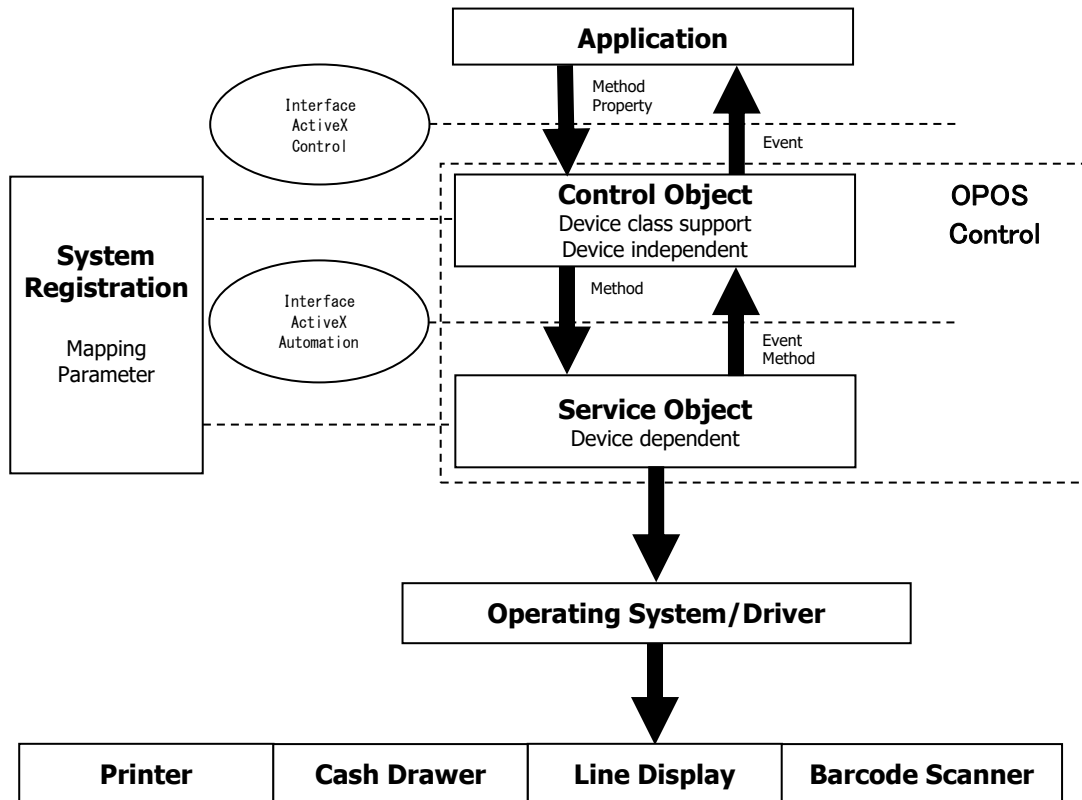 Application
Method
Property
Interface
ActiveX
Control
Event
Control Object
Device class support
Device independent
OPOS
Control
System
Registration
Mapping
Parameter
Interface
ActiveX
Automation
Method
Event
Method
Service Object
Device dependent
Operating System/Driver
Printer
Cash Drawer
Line Display
Barcode Scanner